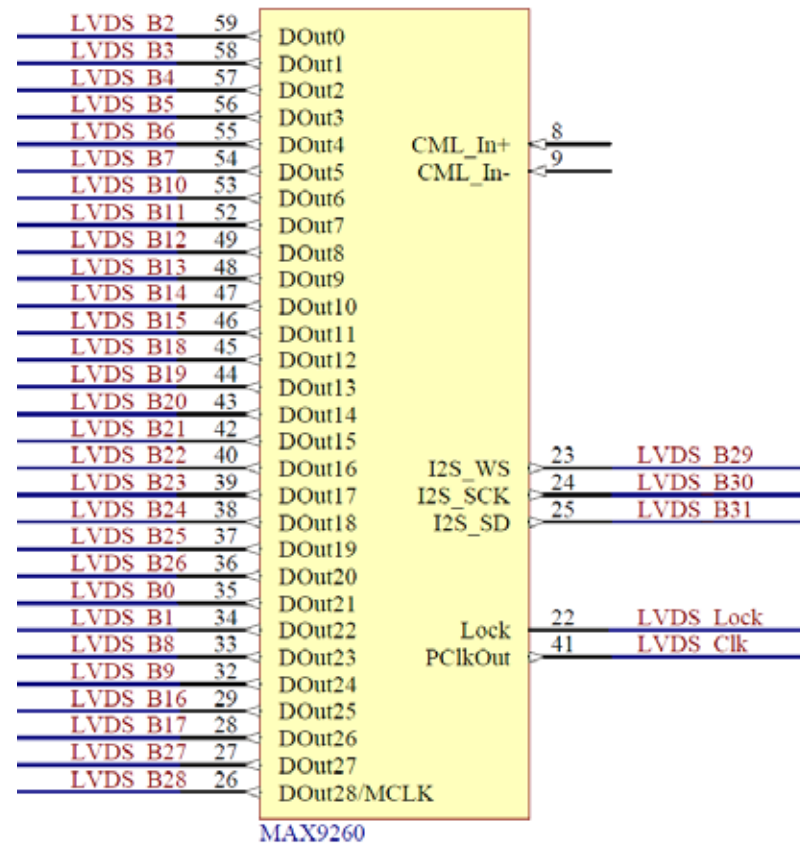 LVDS_B2 59 DOut0
LVDS_B3 58 DOut1
LVDS_B4 57 DOut2
LVDS_B5 56 DOut3
LVDS_B6 55 DOut4 CML_In+ 8
LVDS_B7 54 DOut5 CML_In- 9
LVDS_B10 53 DOut6
LVDS_B11 52 DOut7
LVDS_B12 49 DOut8
LVDS_B13 48 DOut9
LVDS_B14 47 DOut10
LVDS_B15 46 DOut11
LVDS_B18 45 DOut12
LVDS_B19 44 DOut13
LVDS_B20 43 DOut14
LVDS_B21 42 DOut15
LVDS_B22 40 DOut16 I2S_WS 23 LVDS_B29
LVDS_B23 39 DOut17 I2S_SCK 24 LVDS_B30
LVDS_B24 38 DOut18 I2S_SD 25 LVDS_B31
LVDS_B25 37 DOut19
LVDS_B26 36 DOut20
LVDS_B0 35 DOut21
LVDS_B1 34 DOut22 Lock 22 LVDS_Lock
LVDS_B8 33 DOut23 PClkOut 41 LVDS_Clk
LVDS_B9 32 DOut24
LVDS_B16 29 DOut25
LVDS_B17 28 DOut26
LVDS_B27 27 DOut27
LVDS_B28 26 DOut28/MCLK
MAX9260